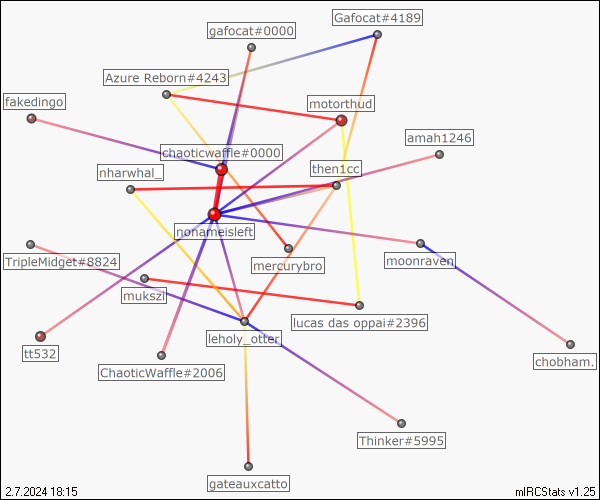 gafocat#0000
Gafocat#4189
Azure Reborn#4243
fakedingo
motorthud
amah1246
chaoticwaffle#0000
nharwhal_
then1cc
nonameisleft
TripleMidget#8824
mercurybro
moonraven
mukszi
lucas das oppai#2396
leholy_otter
tt532
ChaoticWaffle#2006
chobham.
Thinker#5995
gateauxcatto
2.7.2024 18:15
mIRCStats v1.25